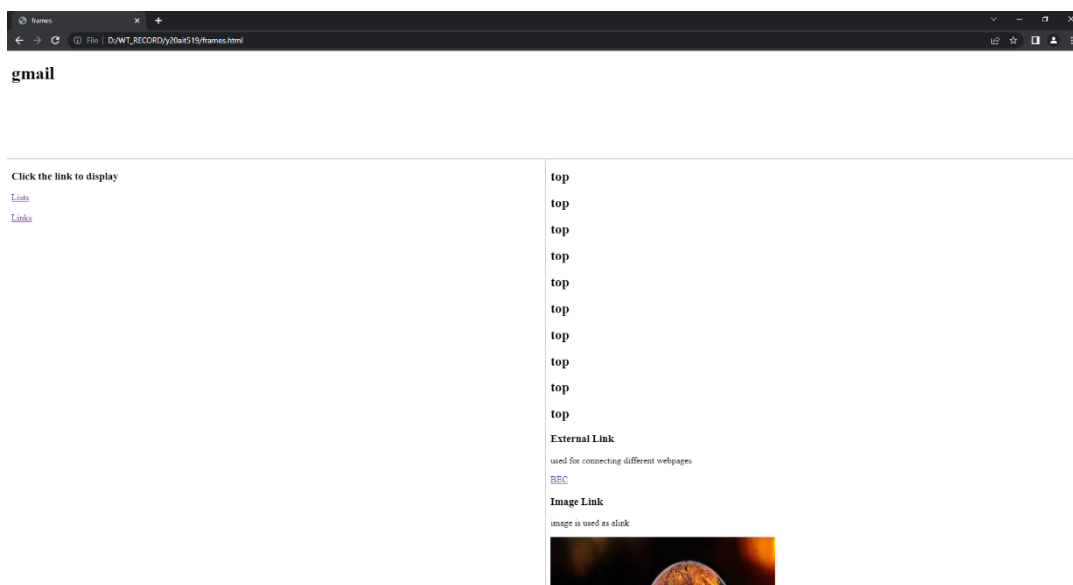 frames
File | D:/WT_RECORD/y20ait519/frames.html
gmail
Click the link to display
Lists
Links
top
top
top
top
top
top
top
top
top
top
External Link
used for connecting different webpages
BEC
Image Link
image is used as alink